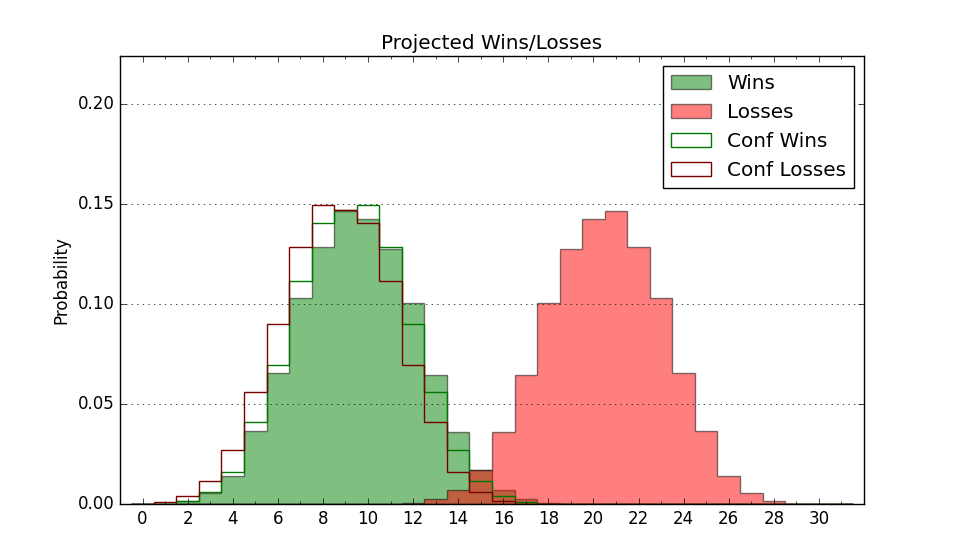 Projected Wins/Losses
Wins
Losses
Conf Wins
Conf Losses
Probability
0.20
0.15
0.10
0.05
0.00
0 2 4 6 8 10 12 14 16 18 20 22 24 26 28 30